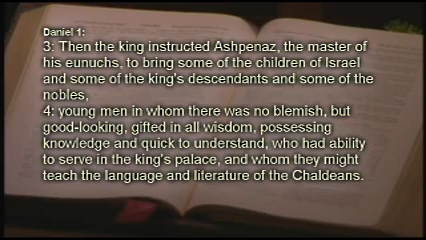 Daniel 1:
3: Then the king instructed Ashpenaz, the master of
his eunuchs, to bring some of the children of Israel
and some of the king's descendants and some of the
nobles,
4: young men in whom there was no blemish, but
good-looking, gifted in all wisdom, possessing
knowledge and quick to understand, who had ability
to serve in the king's palace, and whom they might
teach the language and literature of the Chaldeans.